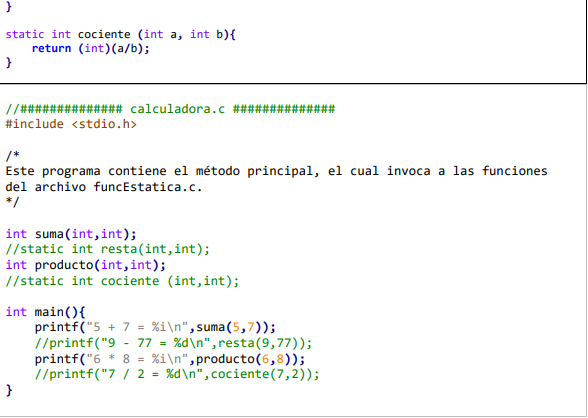 }
static int cociente (int a, int b){
    return (int)(a/b);
}
//############## calculadora.c ##############
#include <stdio.h>
/*
Este programa contiene el método principal, el cual invoca a las funciones
del archivo funcEstatica.c.
*/
int suma(int,int);
//static int resta(int,int);
int producto(int,int);
//static int cociente (int,int);
int main(){
    printf("5 + 7 = %i\n",suma(5,7));
    //printf("9 - 77 = %d\n",resta(9,77));
    printf("6 * 8 = %i\n",producto(6,8));
    //printf("7 / 2 = %d\n",cociente(7,2));
}